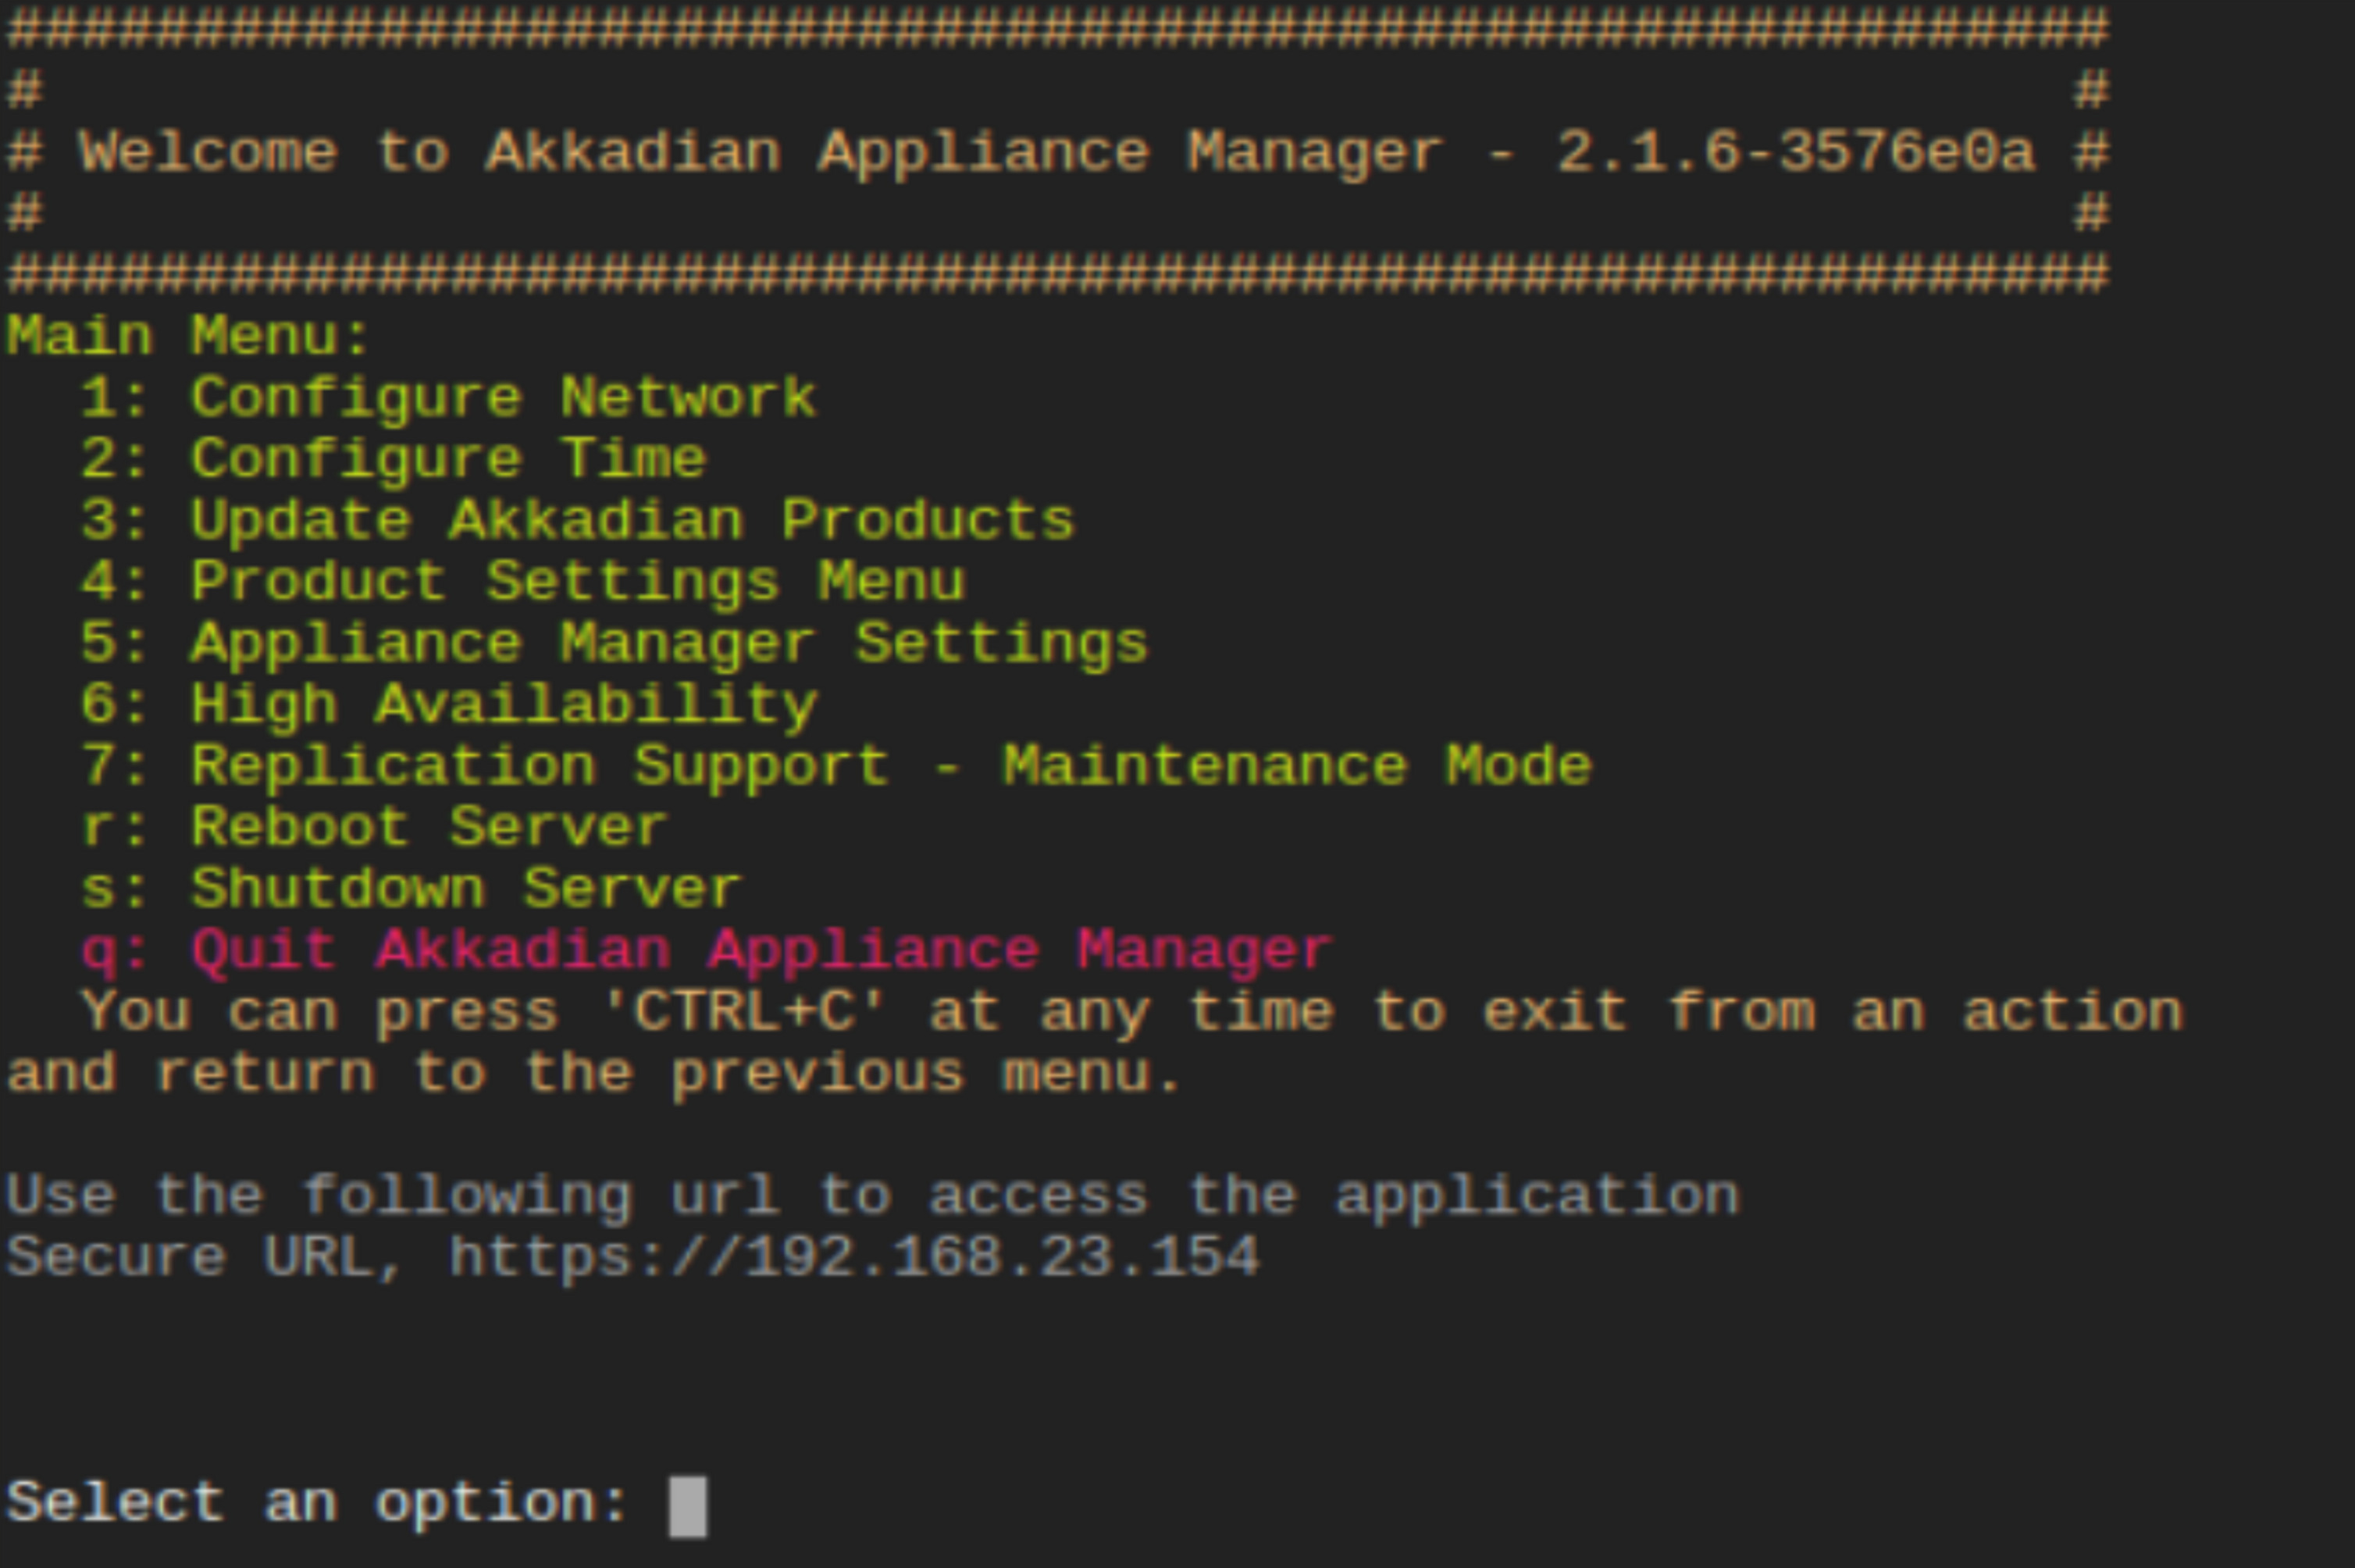 #########################################################
#                                                       #
# Welcome to Akkadian Appliance Manager - 2.1.6-3576e0a #
#                                                       #
#########################################################
Main Menu:
  1: Configure Network
  2: Configure Time
  3: Update Akkadian Products
  4: Product Settings Menu
  5: Appliance Manager Settings
  6: High Availability
  7: Replication Support - Maintenance Mode
  r: Reboot Server
  s: Shutdown Server
  q: Quit Akkadian Appliance Manager
  You can press 'CTRL+C' at any time to exit from an action
and return to the previous menu.

Use the following url to access the application
Secure URL, https://192.168.23.154

Select an option: